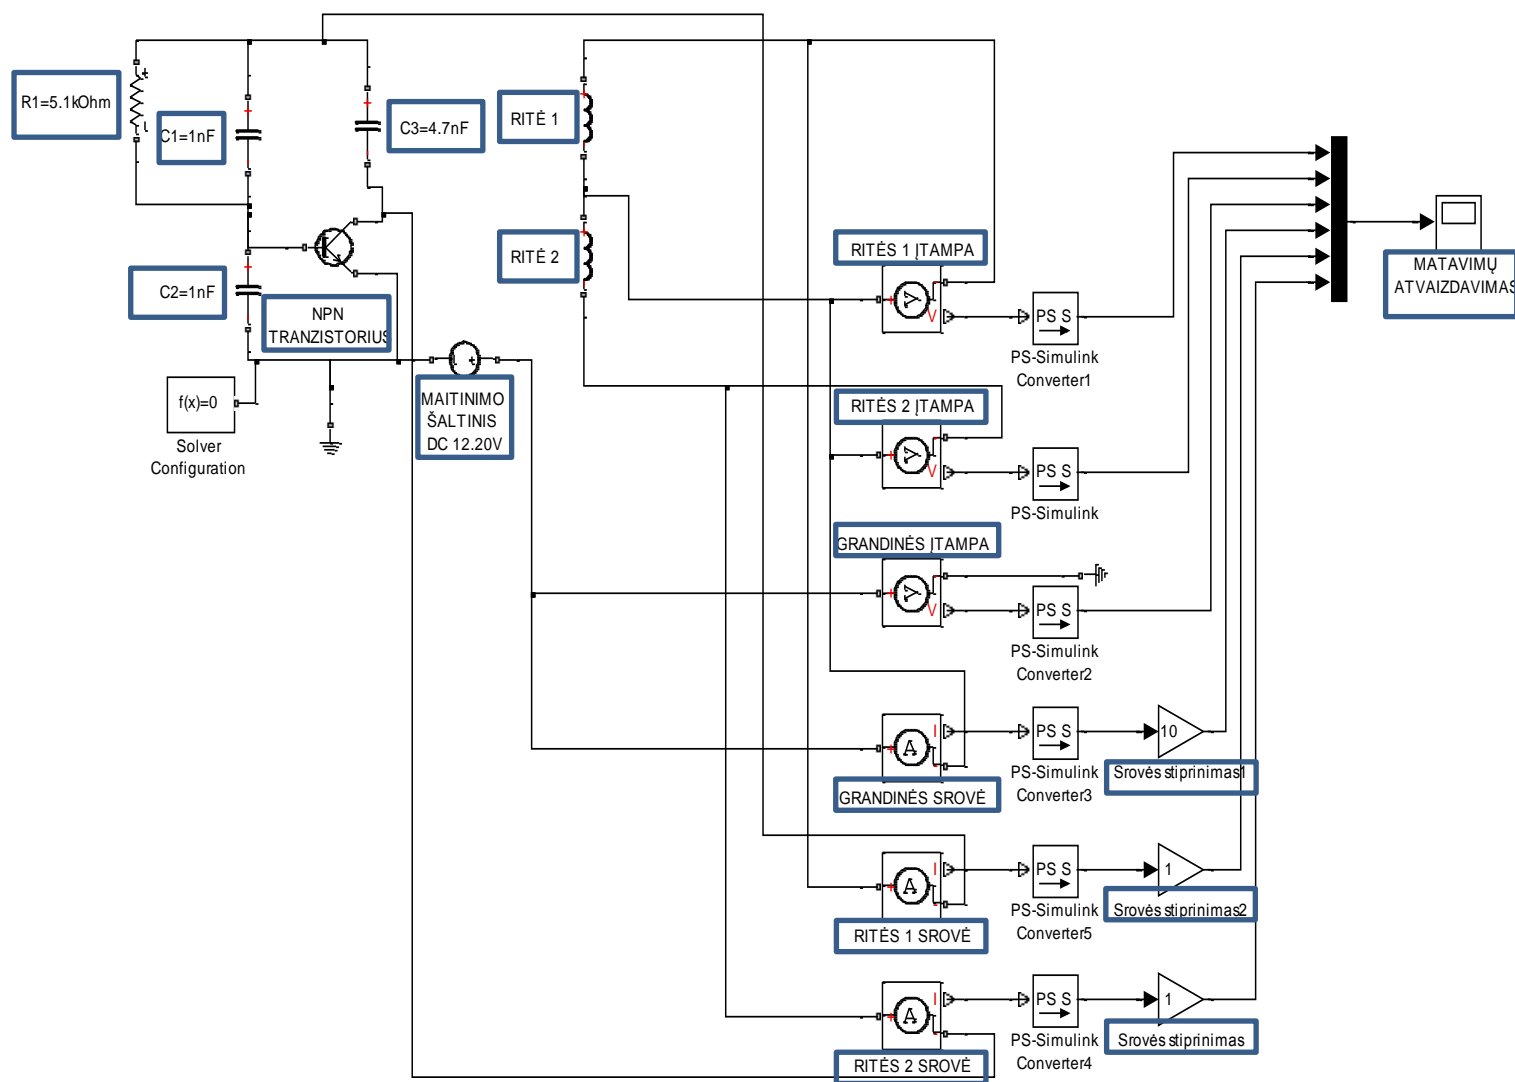 R1=5.1kOhm
C1=1nF
C3=4.7nF
C2=1nF
NPN
TRANZISTORIUS
f(x)=0
Solver
Configuration
MAITINIMO
ŠALTINIS
DC 12.20V
RITĖ 1
RITĖ 2
RITĖS 1 ĮTAMPA
V
V
PS S
PS-Simulink
Converter1
RITĖS 2 ĮTAMPA
V
V
PS S
PS-Simulink
GRANDINĖS ĮTAMPA
V
V
PS S
PS-Simulink
Converter2
A
I
GRANDINĖS SROVĖ
PS S
PS-Simulink
Converter3
10
Srovės stiprinimas1
A
I
RITĖS 1 SROVĖ
PS S
PS-Simulink
Converter5
1
Srovės stiprinimas2
A
I
RITĖS 2 SROVĖ
PS S
PS-Simulink
Converter4
1
Srovės stiprinimas
MATAVIMŲ
ATVAIZDAVIMAS